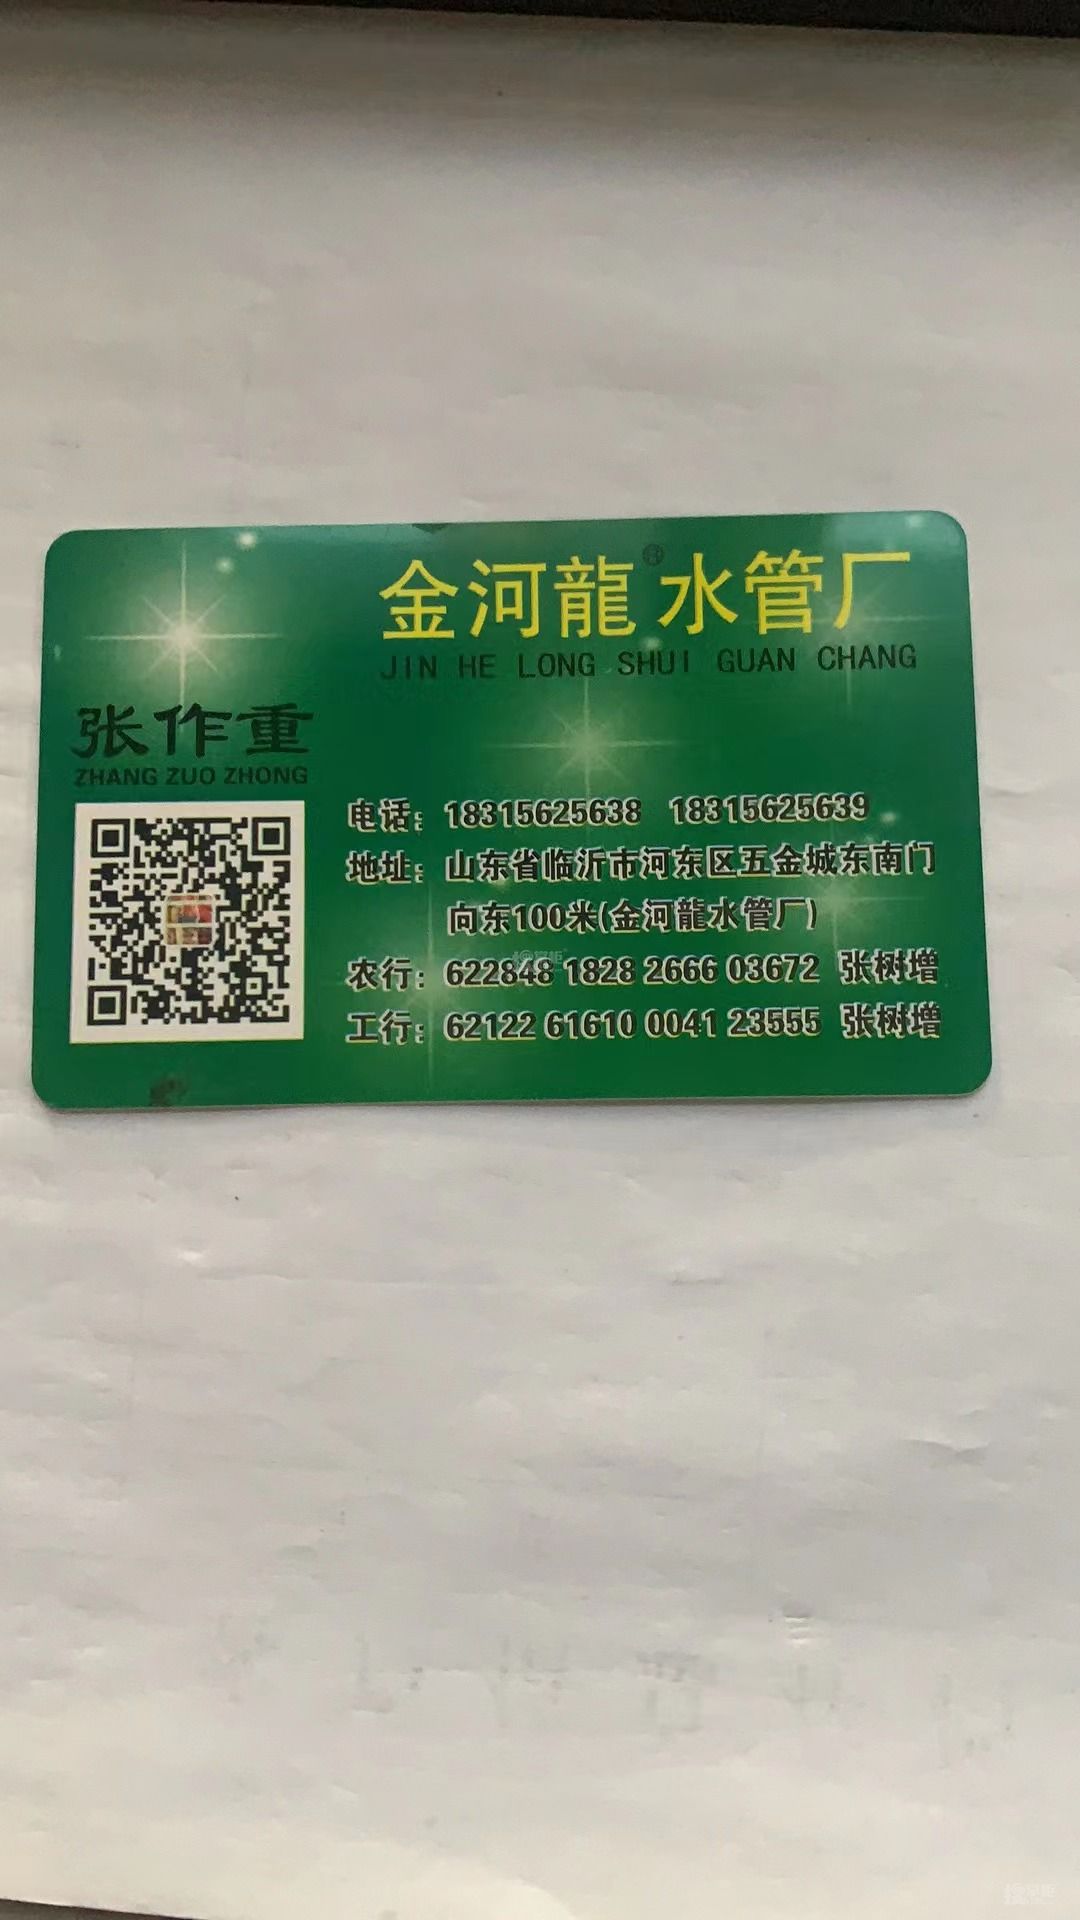 金河龍®水管厂
JIN HE LONG SHUI GUAN CHANG
张作重
ZHANG ZUO ZHONG
电话：18315625638 18315625639
地址：山东省临沂市河东区五金城东南门
向东100米(金河龍水管厂)
农行：622848 1828 2666 03672 张树增
工行：62122 61610 0041 23555 张树增